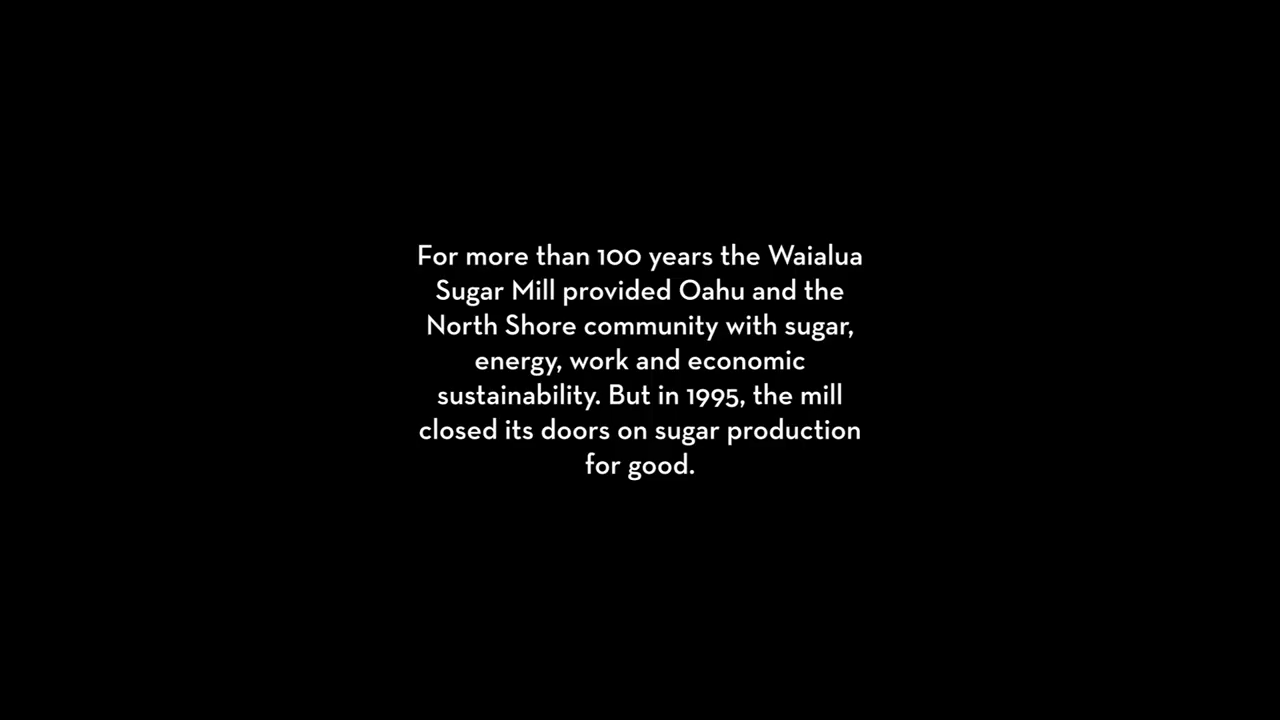 For more than 100 years the Waialua
Sugar Mill provided Oahu and the
North Shore community with sugar,
energy, work and economic
sustainability. But in 1995, the mill
closed its doors on sugar production
for good.